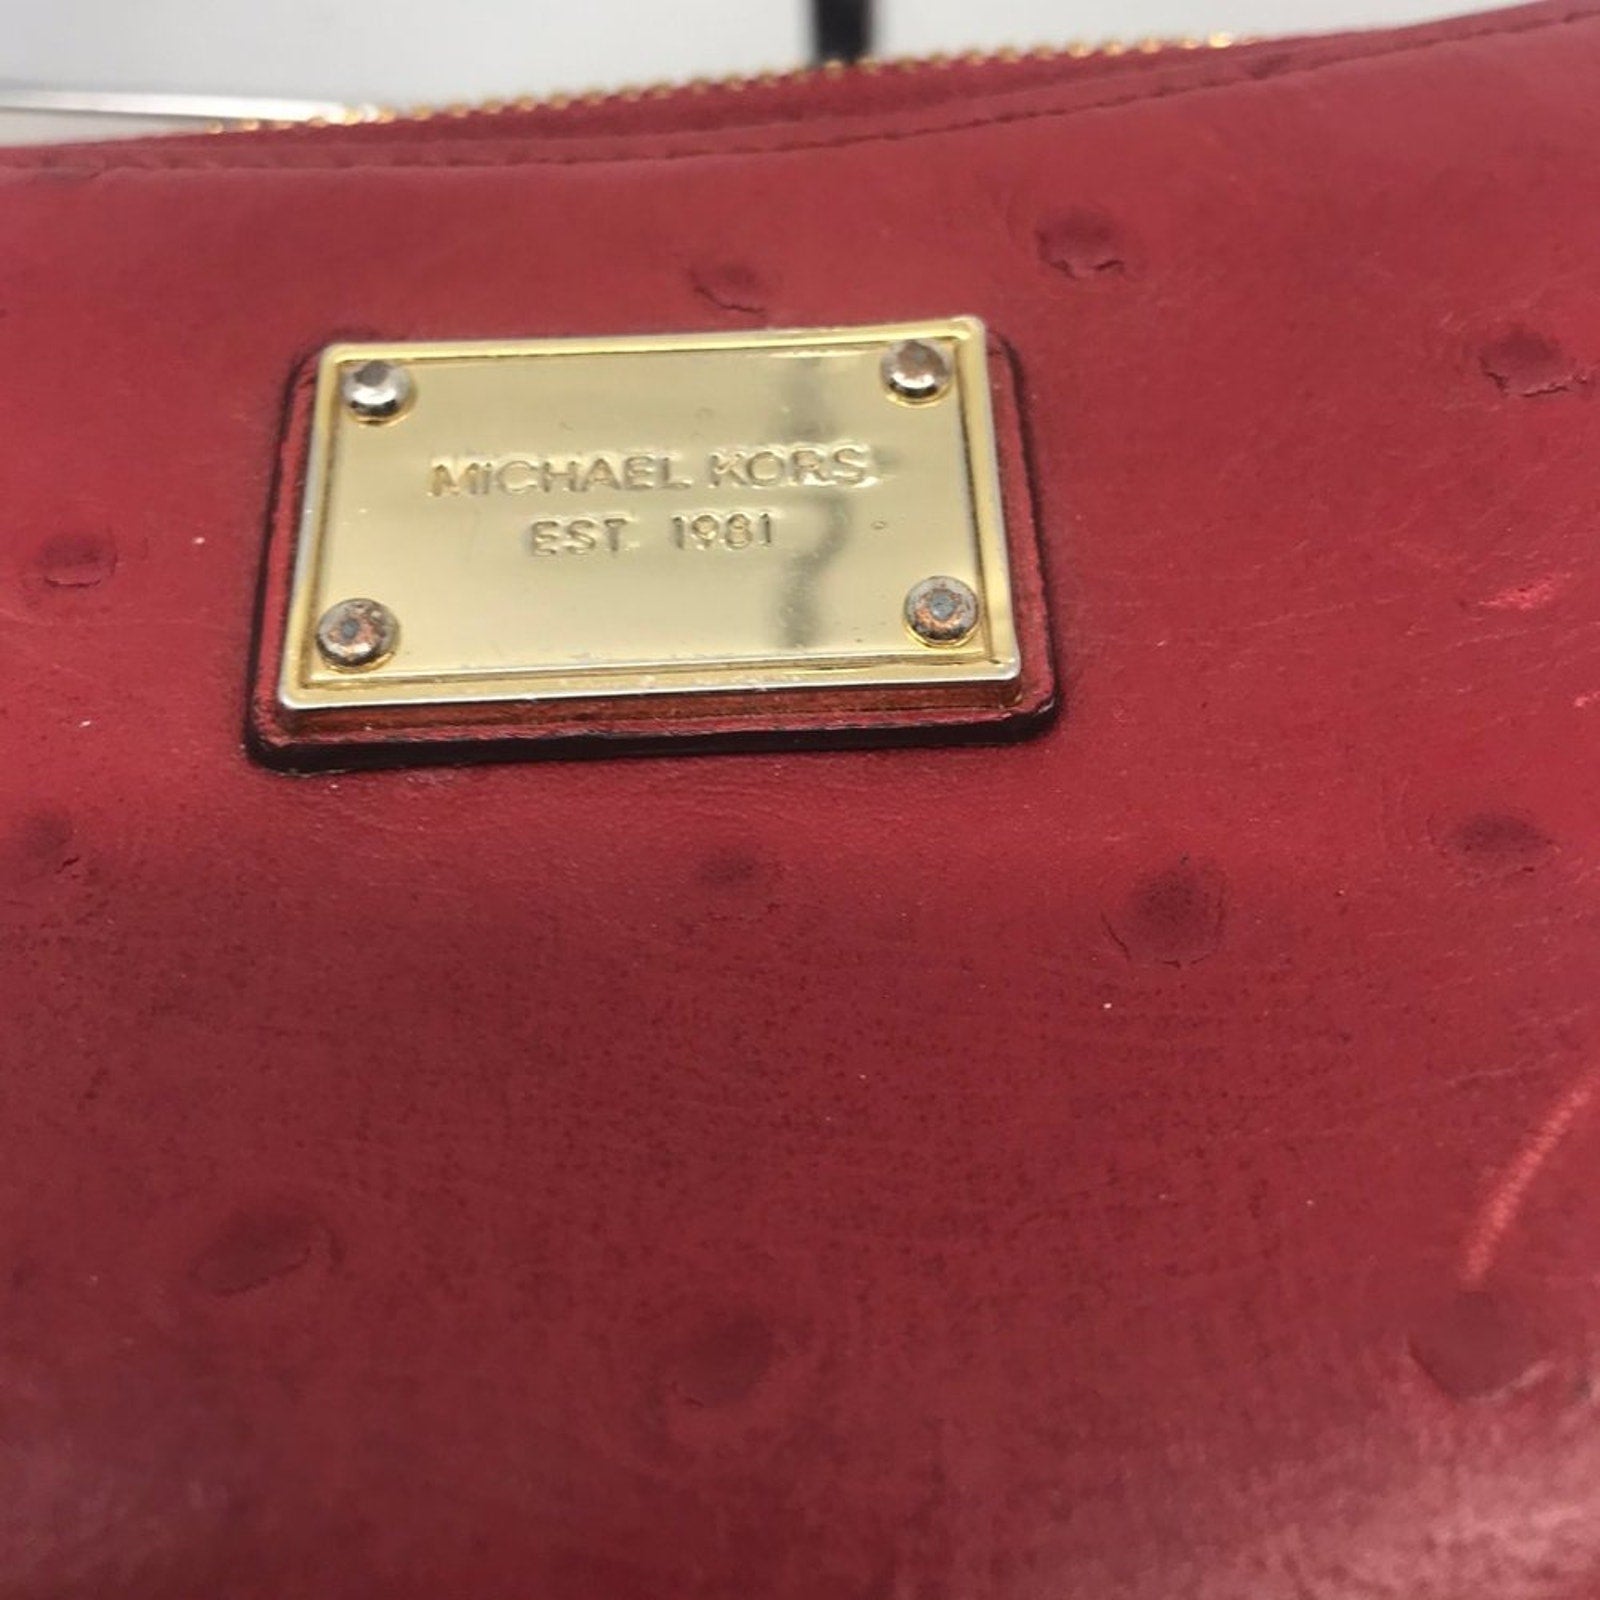 MICHAEL KORS
EST. 1981